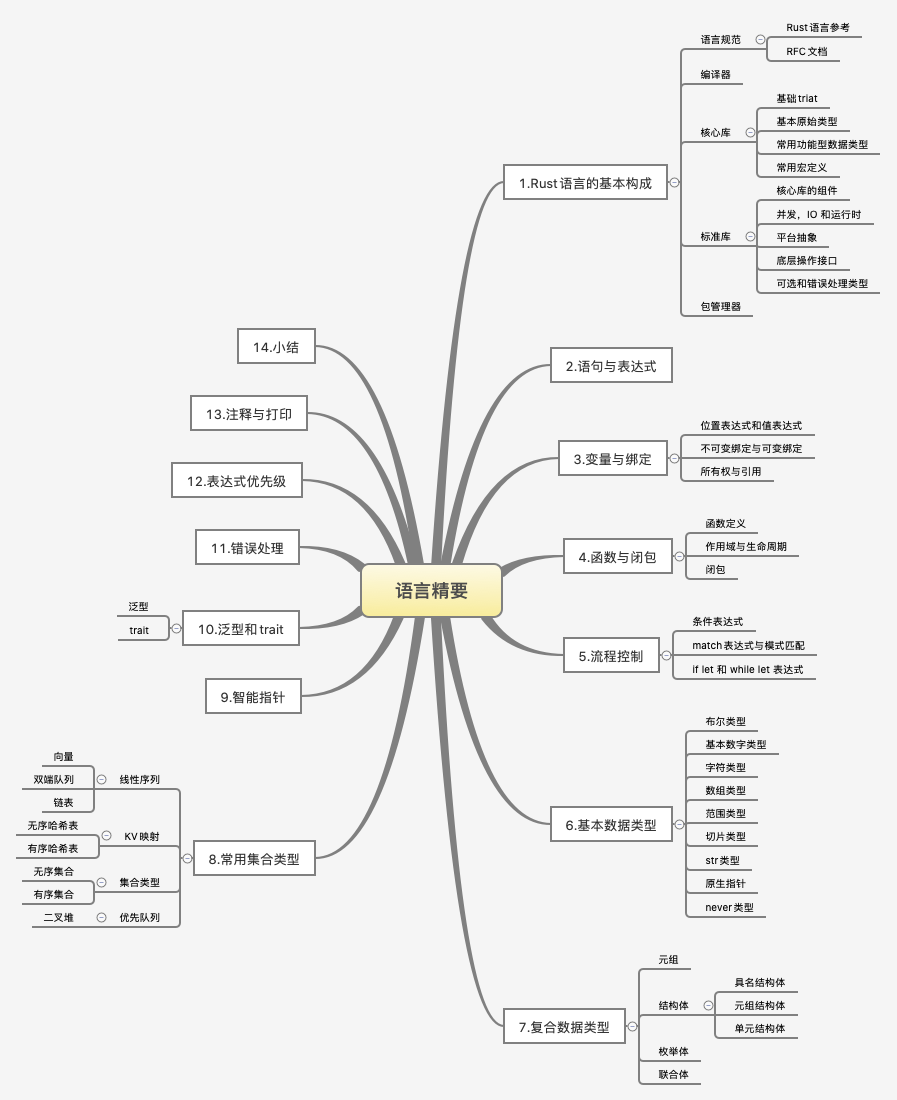 语言精要
1.Rust 语言的基本构成
语言规范
Rust 语言参考
RFC 文档
编译器
核心库
基础 triat
基本原始类型
常用功能型数据类型
常用宏定义
标准库
核心库的组件
并发，IO 和运行时
平台抽象
底层操作接口
可选和错误处理类型
包管理器
2.语句与表达式
3.变量与绑定
位置表达式和值表达式
不可变绑定与可变绑定
所有权与引用
4.函数与闭包
函数定义
作用域与生命周期
闭包
5.流程控制
条件表达式
match 表达式与模式匹配
if let 和 while let 表达式
6.基本数据类型
布尔类型
基本数字类型
字符类型
数组类型
范围类型
切片类型
str 类型
原生指针
never 类型
7.复合数据类型
元组
结构体
具名结构体
元组结构体
单元结构体
枚举体
联合体
8.常用集合类型
线性序列
向量
双端队列
链表
KV 映射
无序哈希表
有序哈希表
集合类型
无序集合
有序集合
优先队列
二叉堆
9.智能指针
10.泛型和 trait
泛型
trait
11.错误处理
12.表达式优先级
13.注释与打印
14.小结